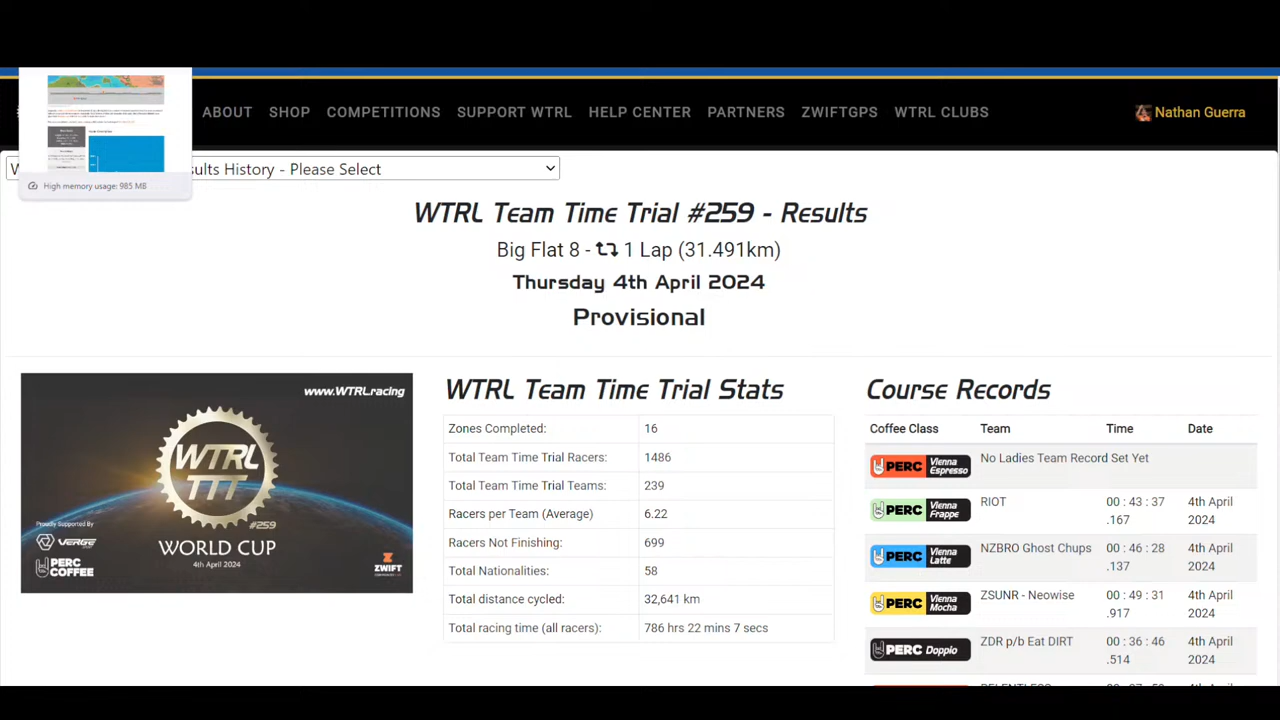 ABOUT SHOP COMPETITIONS SUPPORT WTRL HELP CENTER PARTNERS ZWIFTGPS WTRL CLUBS Nathan Guerra
High memory usage: 985 MB
sults History - Please Select
WTRL Team Time Trial #259 - Results
Big Flat 8 - 1 Lap (31.491km)
Thursday 4th April 2024
Provisional
www.WTRL.racing
WTRL
TTT
#259
Proudly Supported By
VERGE
WORLD CUP
PERC
COFFEE
4th April 2024
ZWIFT
WTRL Team Time Trial Stats
Zones Completed: 16
Total Team Time Trial Racers: 1486
Total Team Time Trial Teams: 239
Racers per Team (Average) 6.22
Racers Not Finishing: 699
Total Nationalities: 58
Total distance cycled: 32,641 km
Total racing time (all racers): 786 hrs 22 mins 7 secs
Course Records
Coffee Class Team Time Date
PERC Vienna Espresso No Ladies Team Record Set Yet
PERC Vienna Frappe RIOT 00 : 43 : 37 4th April
.167 2024
PERC Vienna Latte NZBRO Ghost Chups 00 : 46 : 28 4th April
.137 2024
PERC Vienna Mocha ZSUNR - Neowise 00 : 49 : 31 4th April
.917 2024
PERC Doppio ZDR p/b Eat DIRT 00 : 36 : 46 4th April
.514 2024